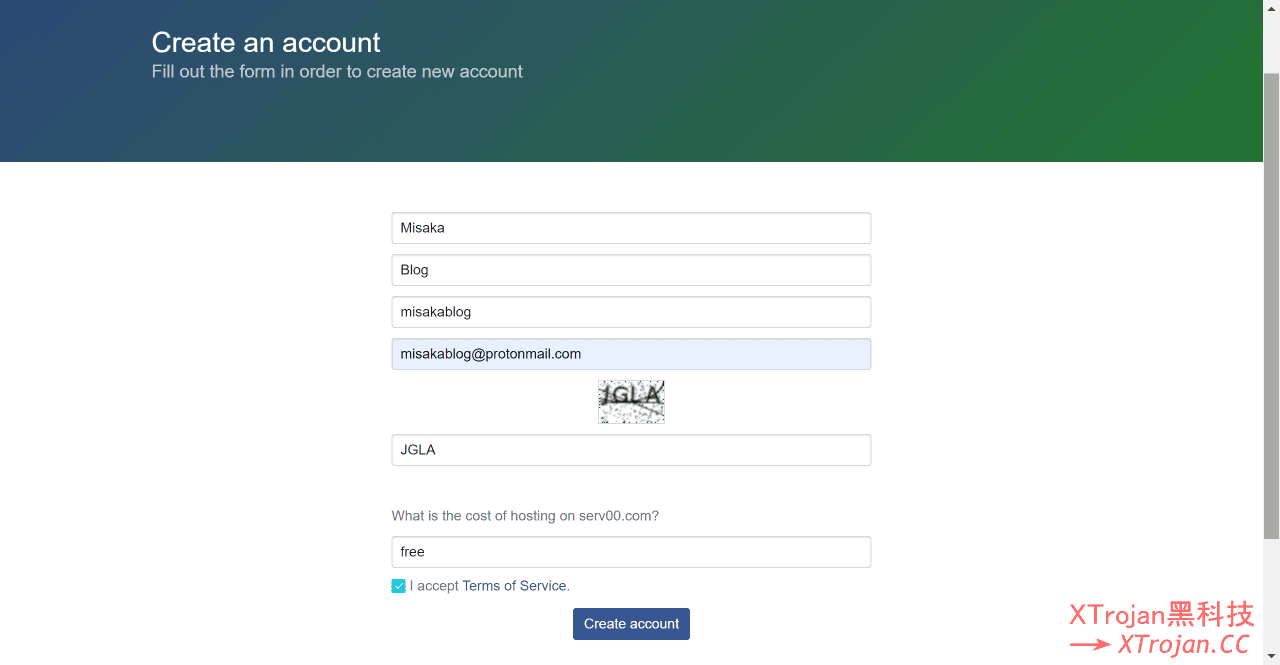 Create an account
Fill out the form in order to create new account
Misaka
Blog
misakablog
misakablog@protonmail.com
JGLA
JGLA
What is the cost of hosting on serv00.com?
free
I accept Terms of Service.
Create account
XTrojan黑科技
XTrojan.CC